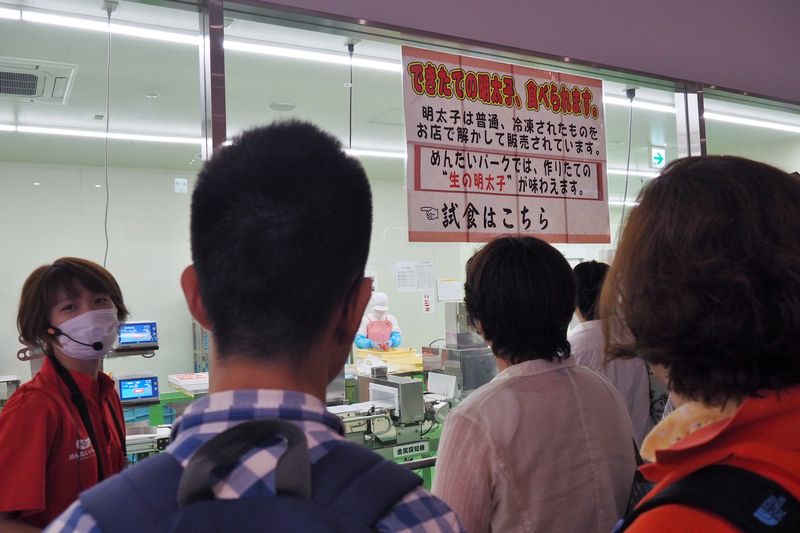 できたての明太子、食べられます。
明太子は普通、冷凍されたものを
お店で解かして販売されています。
めんたいパークでは、作りたての
"生の明太子"が味わえます。
☜試食はこちら
金属探知機